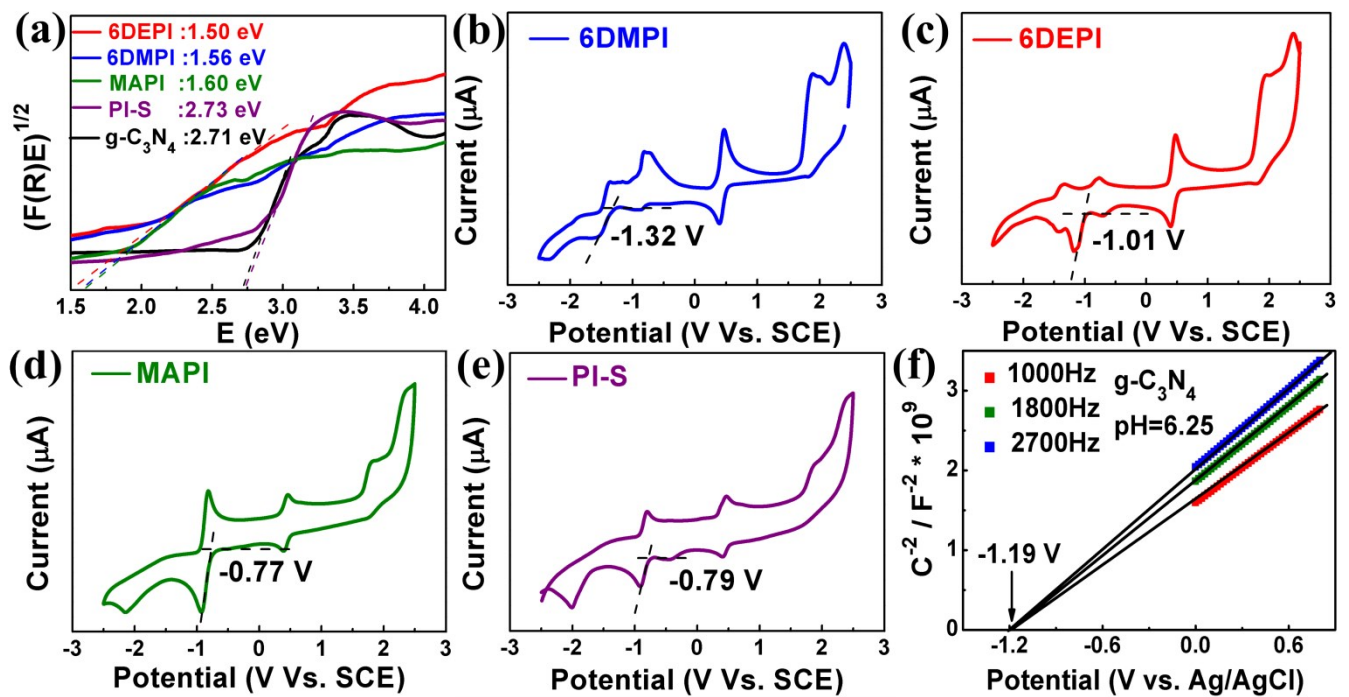 (a)
6DEPI :1.50 eV
6DMPI :1.56 eV
MAPI :1.60 eV
PI-S :2.73 eV
g-C₃N₄ :2.71 eV
(F(R)E)^1/2
1.5 2.0 2.5 3.0 3.5 4.0
E (eV)
(b)
6DMPI
Current (μA)
-1.32 V
-3 -2 -1 0 1 2 3
Potential (V Vs. SCE)
(c)
6DEPI
Current (μA)
-1.01 V
-3 -2 -1 0 1 2 3
Potential (V Vs. SCE)
(d)
MAPI
Current (μA)
-0.77 V
-3 -2 -1 0 1 2 3
Potential (V Vs. SCE)
(e)
PI-S
Current (μA)
-0.79 V
-3 -2 -1 0 1 2 3
Potential (V Vs. SCE)
(f)
1000Hz
1800Hz
2700Hz
g-C₃N₄
pH=6.25
C⁻² / F⁻² * 10⁹
3
2
1
0
-1.19 V
-1.2 -0.6 0.0 0.6
Potential (V vs. Ag/AgCl)